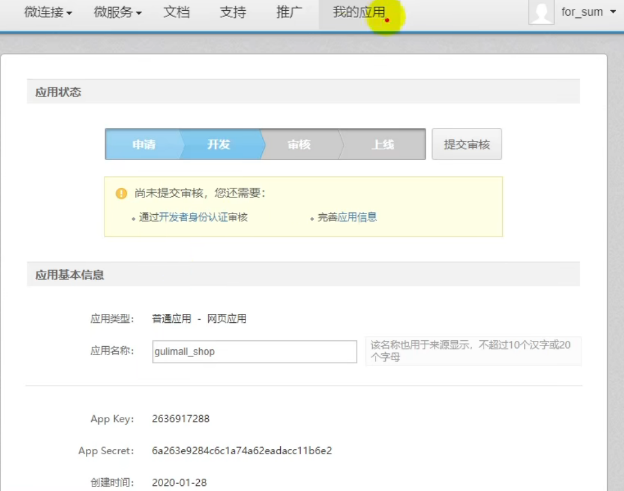 微连接 微服务 文档 支持 推广 我的应用 for_sum
应用状态
申请 开发 审核 上线 提交审核
尚未提交审核，您还需要：
• 通过开发者身份认证审核 • 完善应用信息
应用基本信息
应用类型： 普通应用 - 网页应用
应用名称： gulimall_shop 该名称也用于来源显示，不超过10个汉字或20
个字母
App Key： 2636917288
App Secret： 6a263e9284c6c1a74a62eadacc11b6e2
创建时间： 2020-01-28